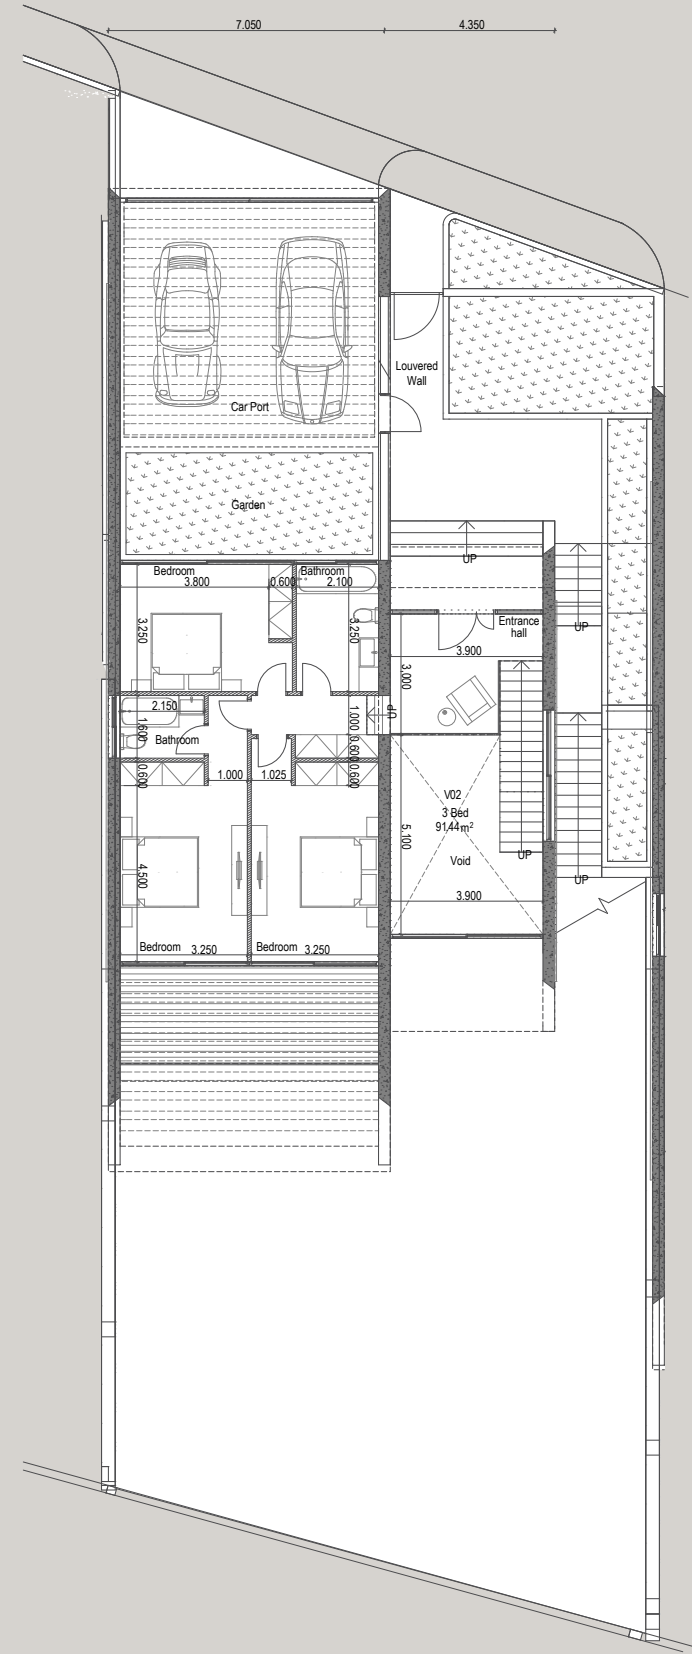 7.050
4.350
Louvered
Wall
Car Port
Garden
UP
Bedroom
3.800
0.600
Bathroom
2.100
3.250
3.250
UP
Entrance
hall
3.900
3.000
2.150
1.600
Bathroom
1.000
UP
0.600
0.600
0.600
1.000
1.025
V02
3 Bed
91.44 m²
Void
5.100
UP
4.500
UP
3.900
Bedroom
3.250
Bedroom
3.250